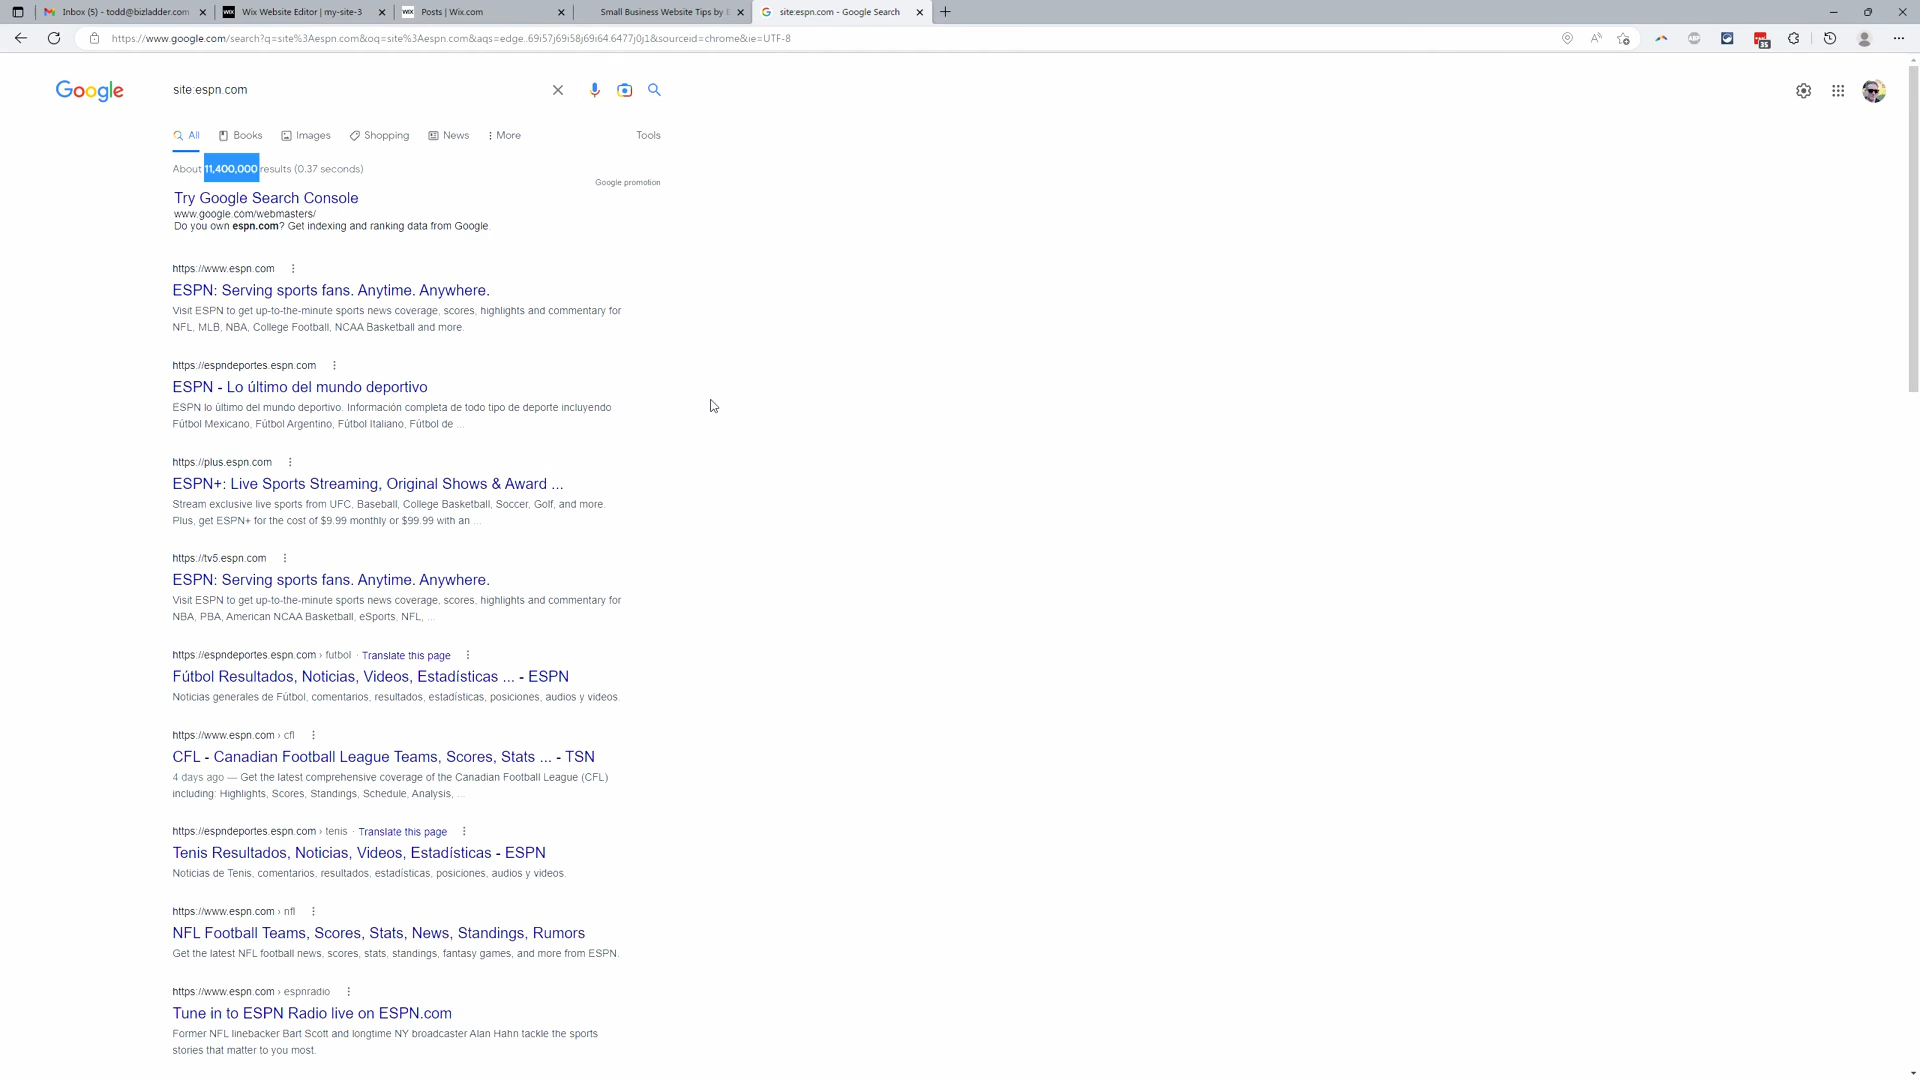 Inbox (5) - todd@bizladder.com
Wix Website Editor | my-site-3
Posts | Wix.com
Small Business Website Tips by
site:espn.com - Google Search
https://www.google.com/search?q=site%3Aespn.com&oq=site%3Aespn.com&aqs=edge..69i57j69i58j69i64.6477j0j1&sourceid=chrome&ie=UTF-8
35
Google
site:espn.com
All
Books
Images
Shopping
News
More
Tools
About 11,400,000 results (0.37 seconds)
Google promotion
Try Google Search Console
www.google.com/webmasters/
Do you own espn.com? Get indexing and ranking data from Google.
https://www.espn.com
ESPN: Serving sports fans. Anytime. Anywhere.
Visit ESPN to get up-to-the-minute sports news coverage, scores, highlights and commentary for
NFL, MLB, NBA, College Football, NCAA Basketball and more.
https://espndeportes.espn.com
ESPN - Lo último del mundo deportivo
ESPN lo último del mundo deportivo. Información completa de todo tipo de deporte incluyendo
Fútbol Mexicano, Fútbol Argentino, Fútbol Italiano, Fútbol de ...
https://plus.espn.com
ESPN+: Live Sports Streaming, Original Shows & Award ...
Stream exclusive live sports from UFC, Baseball, College Basketball, Soccer, Golf, and more.
Plus, get ESPN+ for the cost of $9.99 monthly or $99.99 with an ...
https://tv5.espn.com
ESPN: Serving sports fans. Anytime. Anywhere.
Visit ESPN to get up-to-the-minute sports news coverage, scores, highlights and commentary for
NBA, PBA, American NCAA Basketball, eSports, NFL, ...
https://espndeportes.espn.com › futbol · Translate this page
Fútbol Resultados, Noticias, Videos, Estadísticas ... - ESPN
Noticias generales de Fútbol, comentarios, resultados, estadísticas, posiciones, audios y videos.
https://www.espn.com › cfl
CFL - Canadian Football League Teams, Scores, Stats ... - TSN
4 days ago — Get the latest comprehensive coverage of the Canadian Football League (CFL)
including: Highlights, Scores, Standings, Schedule, Analysis, ...
https://espndeportes.espn.com › tenis · Translate this page
Tenis Resultados, Noticias, Videos, Estadísticas - ESPN
Noticias de Tenis, comentarios, resultados, estadísticas, posiciones, audios y videos.
https://www.espn.com › nfl
NFL Football Teams, Scores, Stats, News, Standings, Rumors
Get the latest NFL football news, scores, stats, standings, fantasy games, and more from ESPN.
https://www.espn.com › espnradio
Tune in to ESPN Radio live on ESPN.com
Former NFL linebacker Bart Scott and longtime NY broadcaster Alan Hahn tackle the sports
stories that matter to you most.